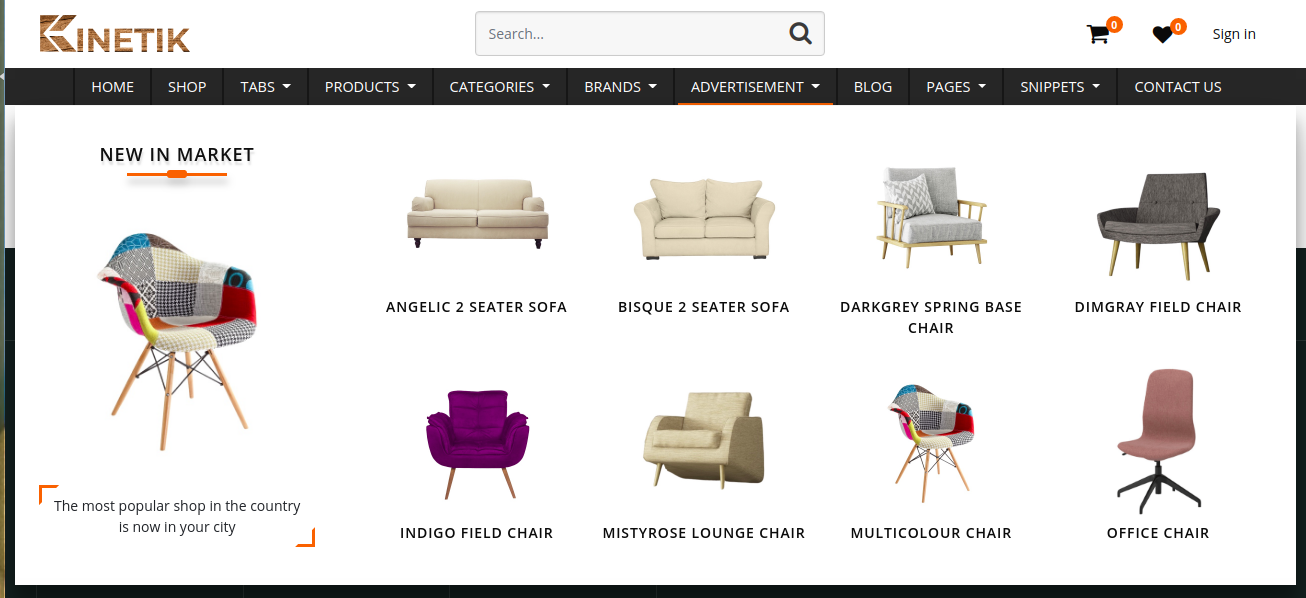 KINETIK
Search...
0
0
Sign in
HOME
SHOP
TABS
PRODUCTS
CATEGORIES
BRANDS
ADVERTISEMENT
BLOG
PAGES
SNIPPETS
CONTACT US
NEW IN MARKET
The most popular shop in the country
is now in your city
ANGELIC 2 SEATER SOFA
BISQUE 2 SEATER SOFA
DARKGREY SPRING BASE
CHAIR
DIMGRAY FIELD CHAIR
INDIGO FIELD CHAIR
MISTYROSE LOUNGE CHAIR
MULTICOLOUR CHAIR
OFFICE CHAIR